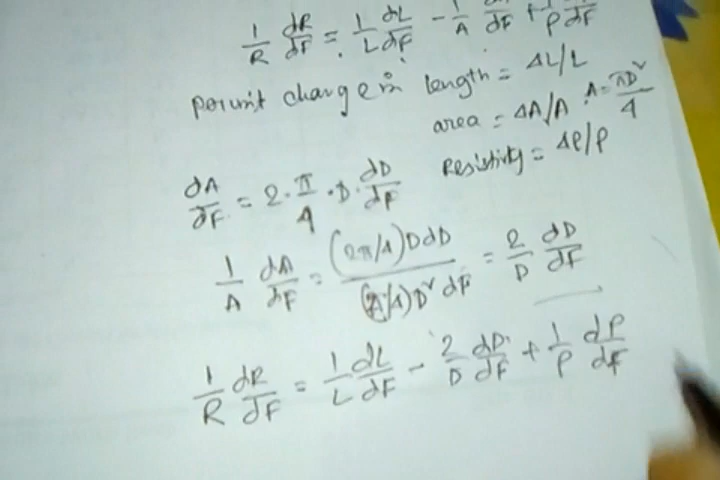 1/R dR/dF = 1/L dL/dF - 1/A dA/dF + 1/ρ dρ/dF
per unit change in length = ΔL/L
area = ΔA/A A = πD²/4
Resistivity = Δρ/ρ
dA/dF = 2·π/4·D·dD/dF
1/A dA/dF = (2π/4)DdD/(π/4)D²dF = 2/D dD/dF
1/R dR/dF = 1/L dL/dF - 2/D dD/dF + 1/ρ dρ/dF